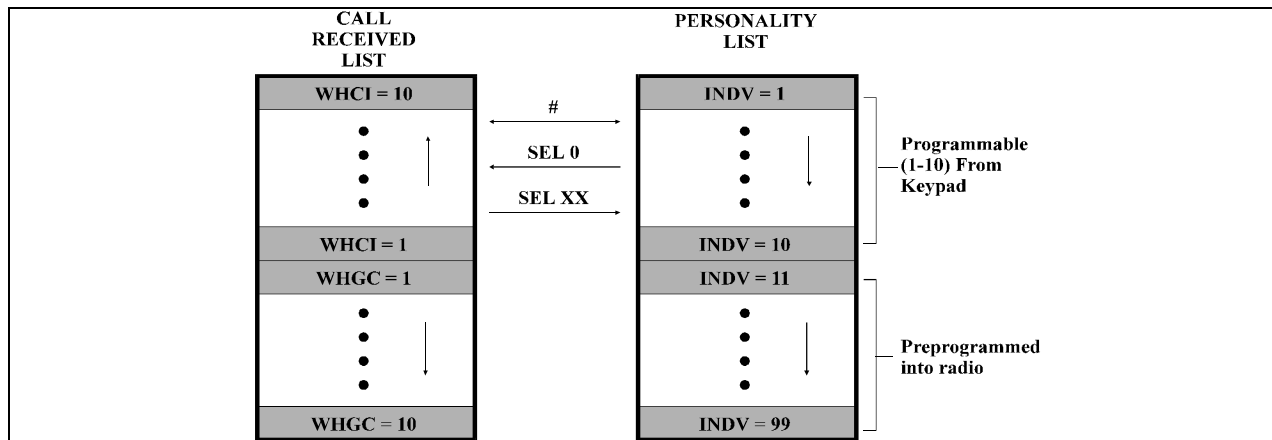 CALL
RECEIVED
LIST
PERSONALITY
LIST
WHCI = 10
#
INDV = 1
SEL 0
SEL XX
Programmable
(1-10) From
Keypad
WHCI = 1
INDV = 10
WHGC = 1
INDV = 11
Preprogrammed
into radio
WHGC = 10
INDV = 99